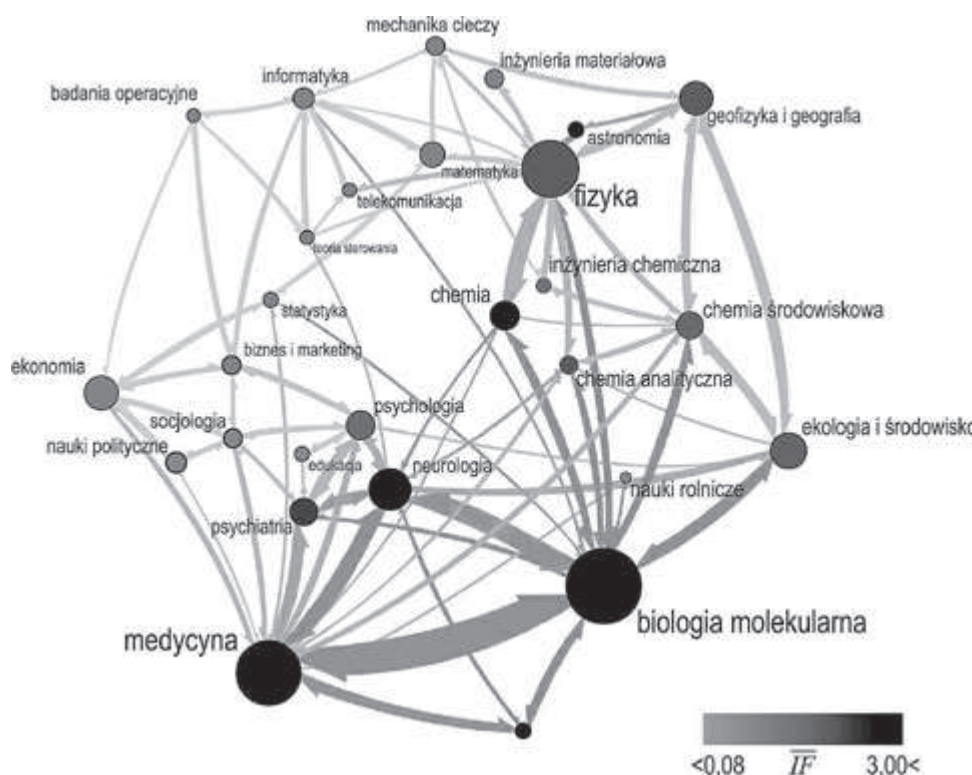 mechanika cieczy
inżynieria materiałowa
informatyka
badania operacyjne
geofizyka i geografia
astronomia
matematyka
fizyka
telekomunikacja
teoria sterowania
inżynieria chemiczna
chemia
statystyka
chemia środowiskowa
biznes i marketing
ekonomia
chemia analityczna
psychologia
socjologia
ekologia i środowisko
nauki polityczne
edukacja
neurologia
nauki rolnicze
psychiatria
biologia molekularna
medycyna
<0,08 IF 3,00<